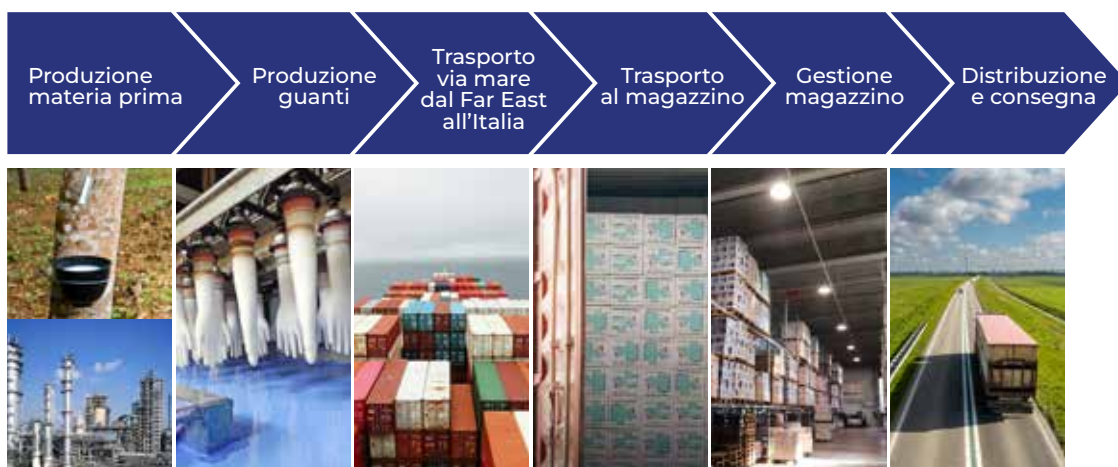 Produzione
materia prima
Produzione
guanti
Trasporto
via mare
dal Far East
all'Italia
Trasporto
al magazzino
Gestione
magazzino
Distribuzione
e consegna